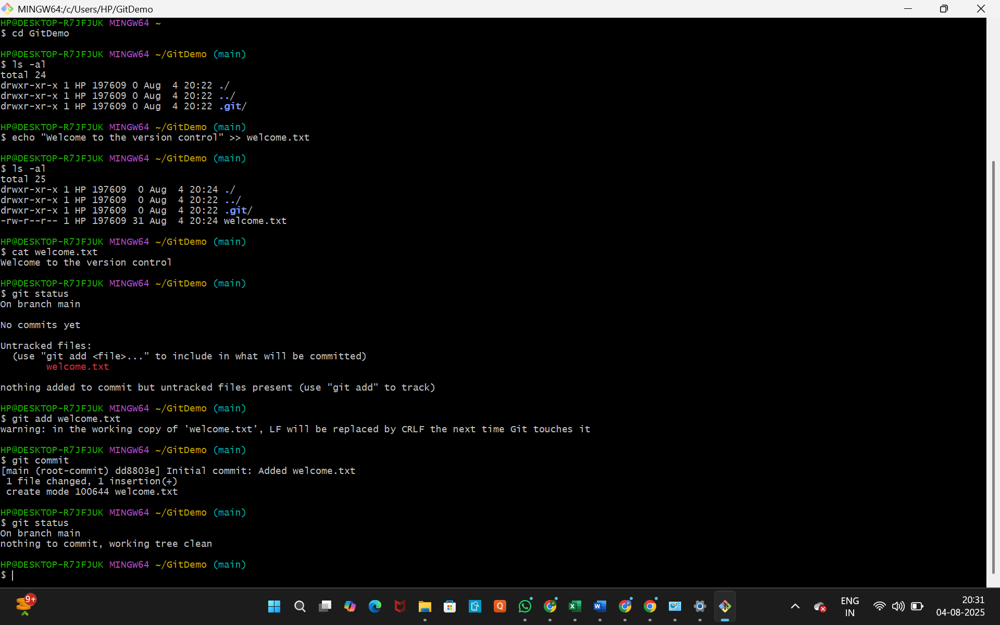 MINGW64:/c/Users/HP/GitDemo
HP@DESKTOP-R7JFJUK MINGW64 ~
$ cd GitDemo
HP@DESKTOP-R7JFJUK MINGW64 ~/GitDemo (main)
$ ls -al
total 24
drwxr-xr-x 1 HP 197609 0 Aug  4 20:22 ./
drwxr-xr-x 1 HP 197609 0 Aug  4 20:22 ../
drwxr-xr-x 1 HP 197609 0 Aug  4 20:22 .git/
HP@DESKTOP-R7JFJUK MINGW64 ~/GitDemo (main)
$ echo "Welcome to the version control" >> welcome.txt
HP@DESKTOP-R7JFJUK MINGW64 ~/GitDemo (main)
$ ls -al
total 25
drwxr-xr-x 1 HP 197609  0 Aug  4 20:24 ./
drwxr-xr-x 1 HP 197609  0 Aug  4 20:22 ../
drwxr-xr-x 1 HP 197609  0 Aug  4 20:22 .git/
-rw-r--r-- 1 HP 197609 31 Aug  4 20:24 welcome.txt
HP@DESKTOP-R7JFJUK MINGW64 ~/GitDemo (main)
$ cat welcome.txt
Welcome to the version control
HP@DESKTOP-R7JFJUK MINGW64 ~/GitDemo (main)
$ git status
On branch main
No commits yet
Untracked files:
  (use "git add <file>..." to include in what will be committed)
        welcome.txt
nothing added to commit but untracked files present (use "git add" to track)
HP@DESKTOP-R7JFJUK MINGW64 ~/GitDemo (main)
$ git add welcome.txt
warning: in the working copy of 'welcome.txt', LF will be replaced by CRLF the next time Git touches it
HP@DESKTOP-R7JFJUK MINGW64 ~/GitDemo (main)
$ git commit
[main (root-commit) dd8803e] Initial commit: Added welcome.txt
 1 file changed, 1 insertion(+)
 create mode 100644 welcome.txt
HP@DESKTOP-R7JFJUK MINGW64 ~/GitDemo (main)
$ git status
On branch main
nothing to commit, working tree clean
HP@DESKTOP-R7JFJUK MINGW64 ~/GitDemo (main)
$
9+
ENG
IN
20:31
04-08-2025